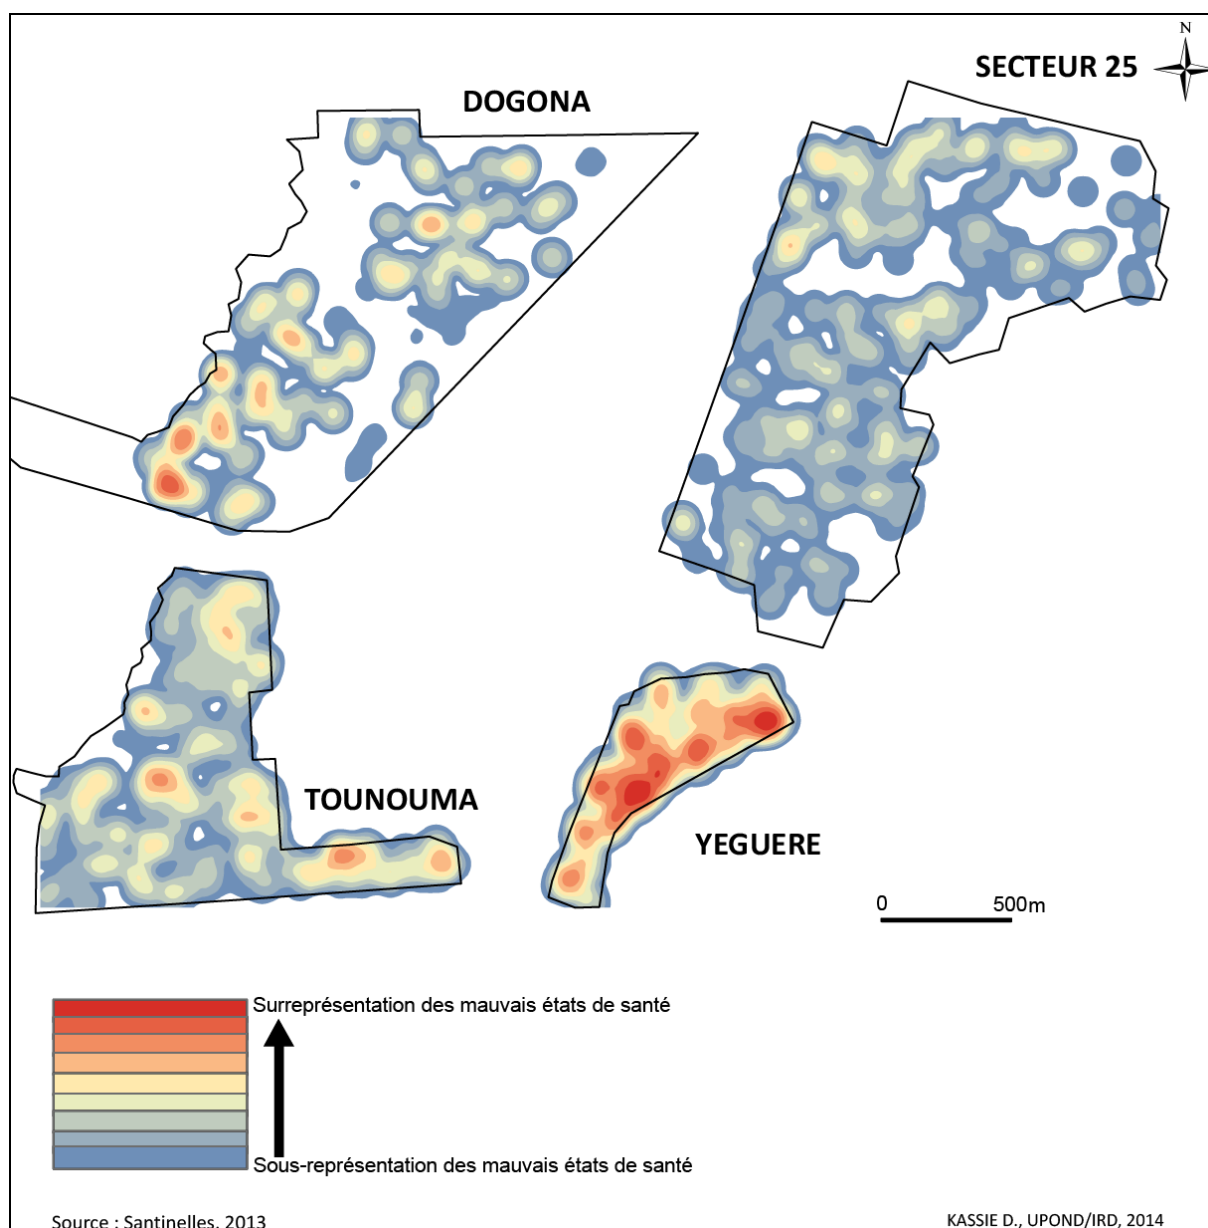 N
SECTEUR 25
DOGONA
TOUNOUMA
YEGUERE
0 500m
Surreprésentation des mauvais états de santé
Sous-représentation des mauvais états de santé
Source : Santinelles, 2013
KASSIE D., UPOND/IRD, 2014